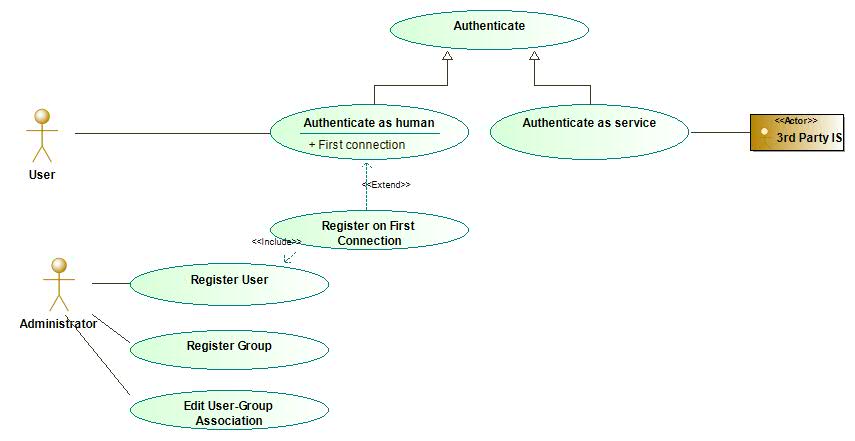 Authenticate
Authenticate as human
+ First connection
Authenticate as service
<<Actor>>
3rd Party IS
User
<<Extend>>
Register on First
Connection
<<Include>>
Register User
Administrator
Register Group
Edit User-Group
Association